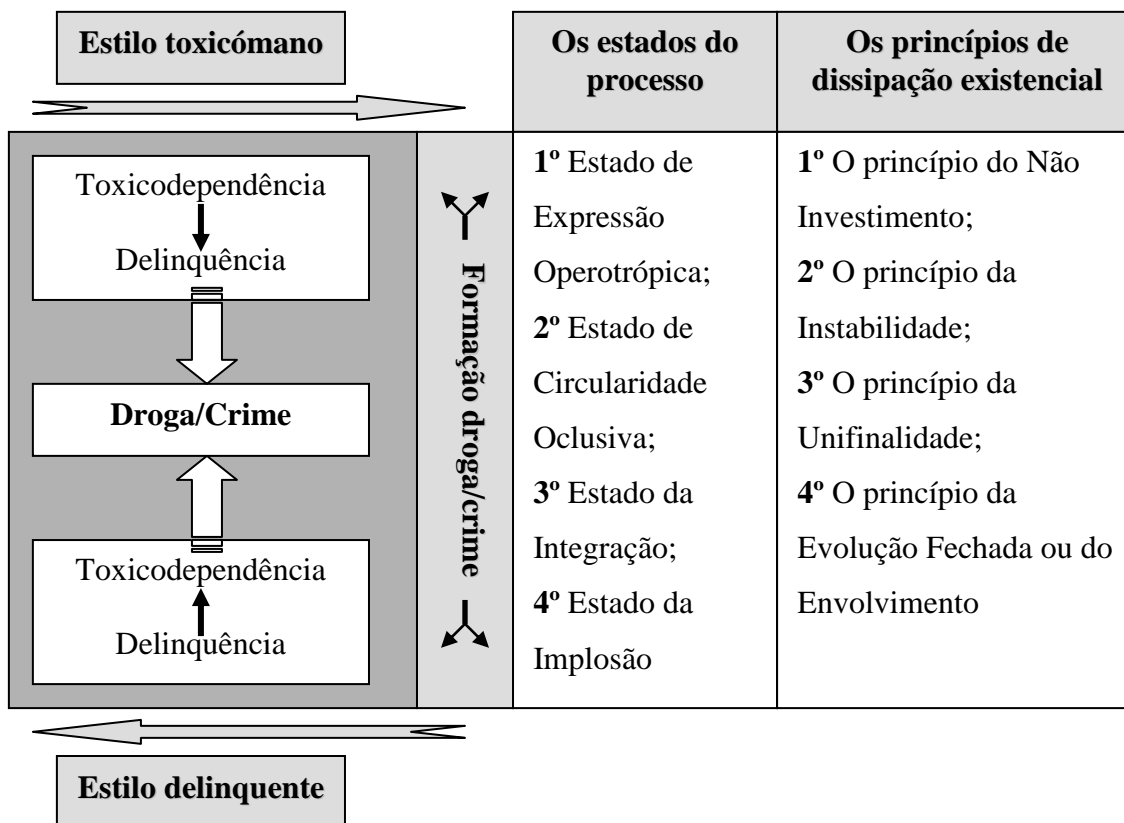 Estilo toxicómano
Toxicodependência
Delinquência
Droga/Crime
Toxicodependência
Delinquência
Estilo delinquente
Formação droga/crime
Os estados do
processo
1º Estado de
Expressão
Operotrópica;
2º Estado de
Circularidade
Oclusiva;
3º Estado da
Integração;
4º Estado da
Implosão
Os princípios de
dissipação existencial
1º O princípio do Não
Investimento;
2º O princípio da
Instabilidade;
3º O princípio da
Unifinalidade;
4º O princípio da
Evolução Fechada ou do
Envolvimento